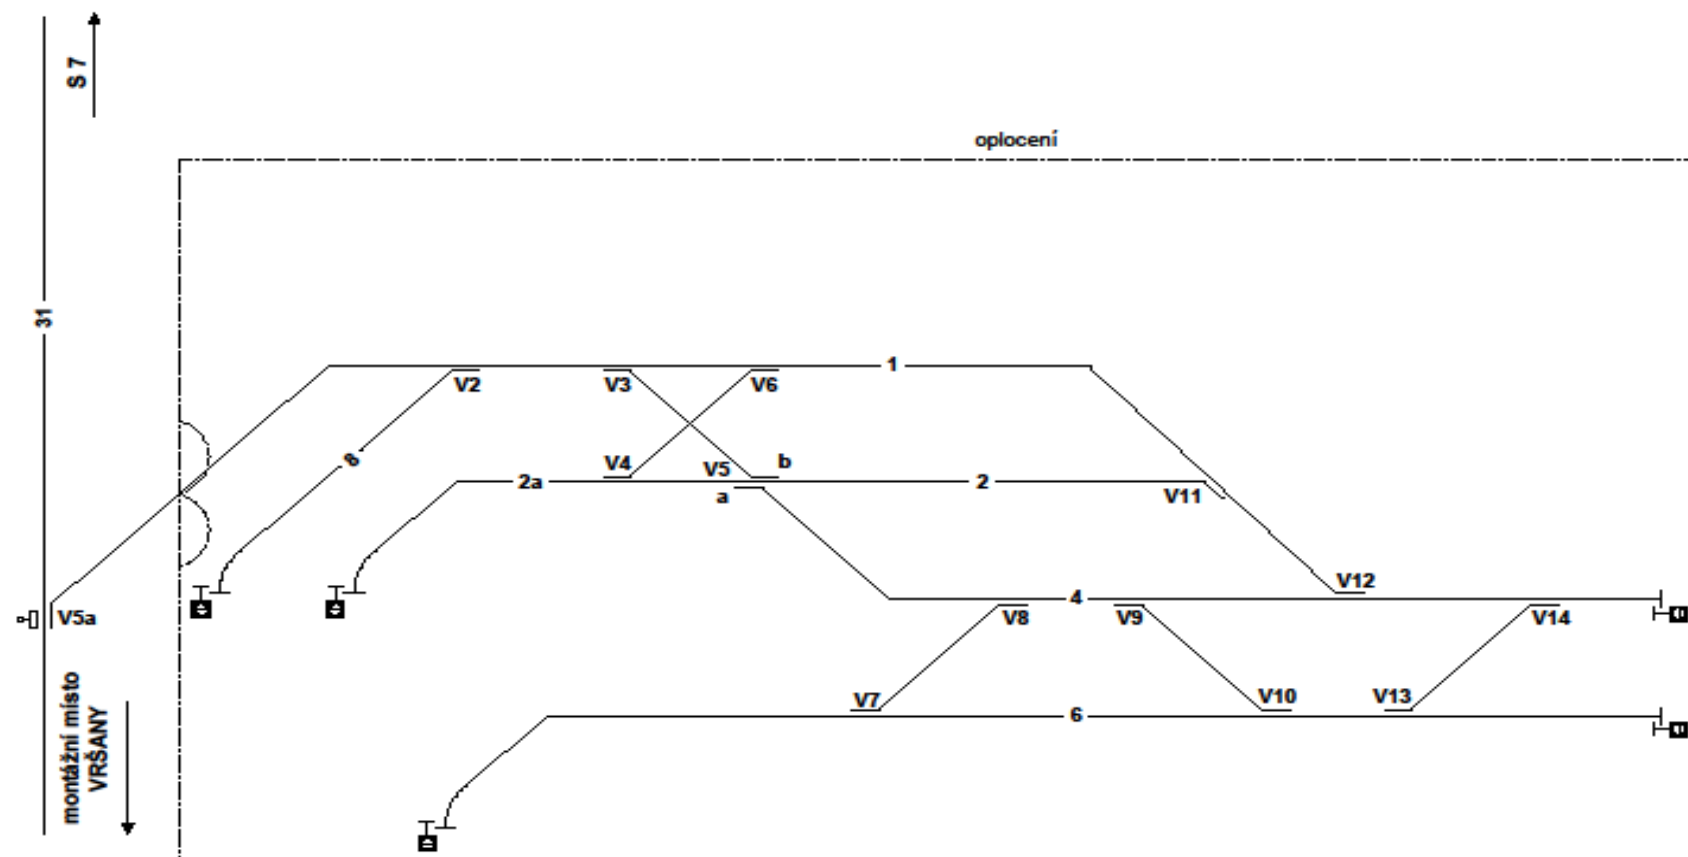 S 7
oplocení
31
1
V2
V3
V6
8
V4
V5
b
2a
2
a
V11
V5a
V12
4
V8
V9
V14
V7
V10
V13
6
montážní místo
VRŠANY